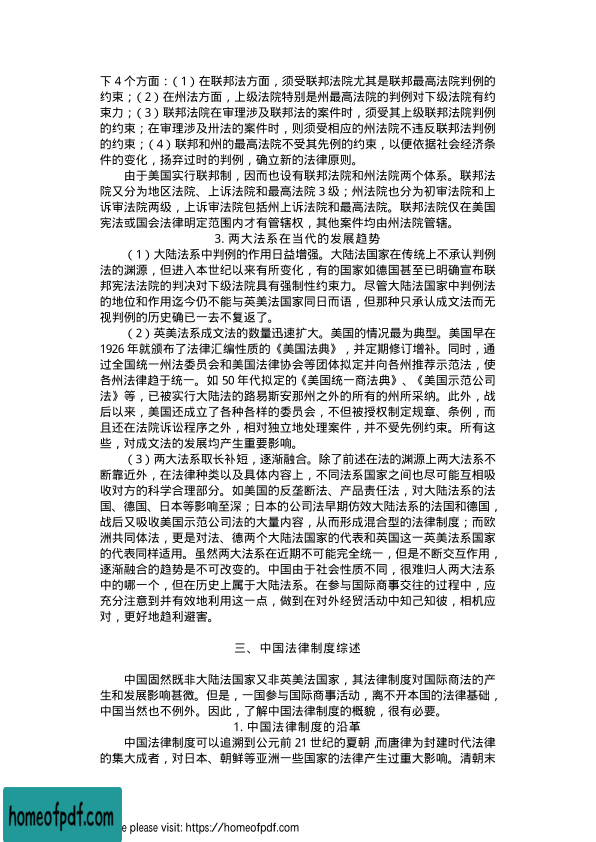 下4个方面：（1）在联邦法方面，须受联邦法院尤其是联邦最高法院判例的
约束；（2）在州法方面，上级法院特别是州最高法院的判例对下级法院有约
束力；（3）联邦法院在审理涉及联邦法的案件时，须受其上级联邦法院判例
的约束；在审理涉及卅法的案件时，则须受相应的州法院不违反联邦法判例
的约束；（4）联邦和州的最高法院不受其先例的约束，以便依据社会经济条
件的变化，扬弃过时的判例，确立新的法律原则。
由于美国实行联邦制，因而也设有联邦法院和州法院两个体系。联邦法
院又分为地区法院、上诉法院和最高法院3级；州法院也分为初审法院和上
诉审法院两级，上诉审法院包括州上诉法院和最高法院。联邦法院仅在美国
宪法或国会法律明定范围内才有管辖权，其他案件均由州法院管辖。
3. 两大法系在当代的发展趋势
（1）大陆法系中判例的作用日益增强。大陆法国家在传统上不承认判例
法的渊源，但进入本世纪以来有所变化，有的国家如德国甚至已明确宣布联
邦宪法法院的判决对下级法院具有强制性约束力。尽管大陆法国家中判例法
的地位和作用迄今仍不能与英美法国家同日而语，但那种只承认成文法而无
视判例的历史确已一去不复返了。
（2）英美法系成文法的数量迅速扩大。美国的情况最为典型。美国早在
1926年就颁布了法律汇编性质的《美国法典》，并定期修订增补。同时，通
过全国统一州法委员会和美国法律协会等团体拟定并向各州推荐示范法，使
各州法律趋于统一。如50年代拟定的《美国统一商法典》、《美国示范公司
法》等，已被实行大陆法的路易斯安那州之外的所有的州所采纳。此外，战
后以来，美国还成立了各种各样的委员会，不但被授权制定规章、条例，而
且还在法院诉讼程序之外，相对独立地处理案件，并不受先例约束。所有这
些，对成文法的发展均产生重要影响。
（3）两大法系取长补短，逐渐融合。除了前述在法的渊源上两大法系不
断靠近外，在法律种类以及具体内容上，不同法系国家之间也尽可能互相吸
收对方的科学合理部分。如美国的反垄断法、产品责任法，对大陆法系的法
国、德国、日本等影响至深；日本的公司法早期仿效大陆法系的法国和德国，
战后又吸收美国示范公司法的大量内容，从而形成混合型的法律制度；而欧
洲共同体法，更是对法、德两个大陆法国家的代表和英国这一英美法系国家
的代表同样适用。虽然两大法系在近期不可能完全统一，但是不断交互作用，
逐渐融合的趋势是不可改变的。中国由于社会性质不同，很难归人两大法系
中的哪一个，但在历史上属于大陆法系。在参与国际商事交往的过程中，应
充分注意到并有效地利用这一点，做到在对外经贸活动中知己知彼，相机应
对，更好地趋利避害。
三、中国法律制度综述
中国固然既非大陆法国家又非英美法国家，其法律制度对国际商法的产
生和发展影响甚微。但是，一国参与国际商事活动，离不开本国的法律基础，
中国当然也不例外。因此，了解中国法律制度的概貌，很有必要。
1. 中国法律制度的沿革
中国法律制度可以追溯到公元前21世纪的夏朝，而唐律为封建时代法律
的集大成者，对日本、朝鲜等亚洲一些国家的法律产生过重大影响。清朝末
homeofpdf.com
please visit: https://homeofpdf.com